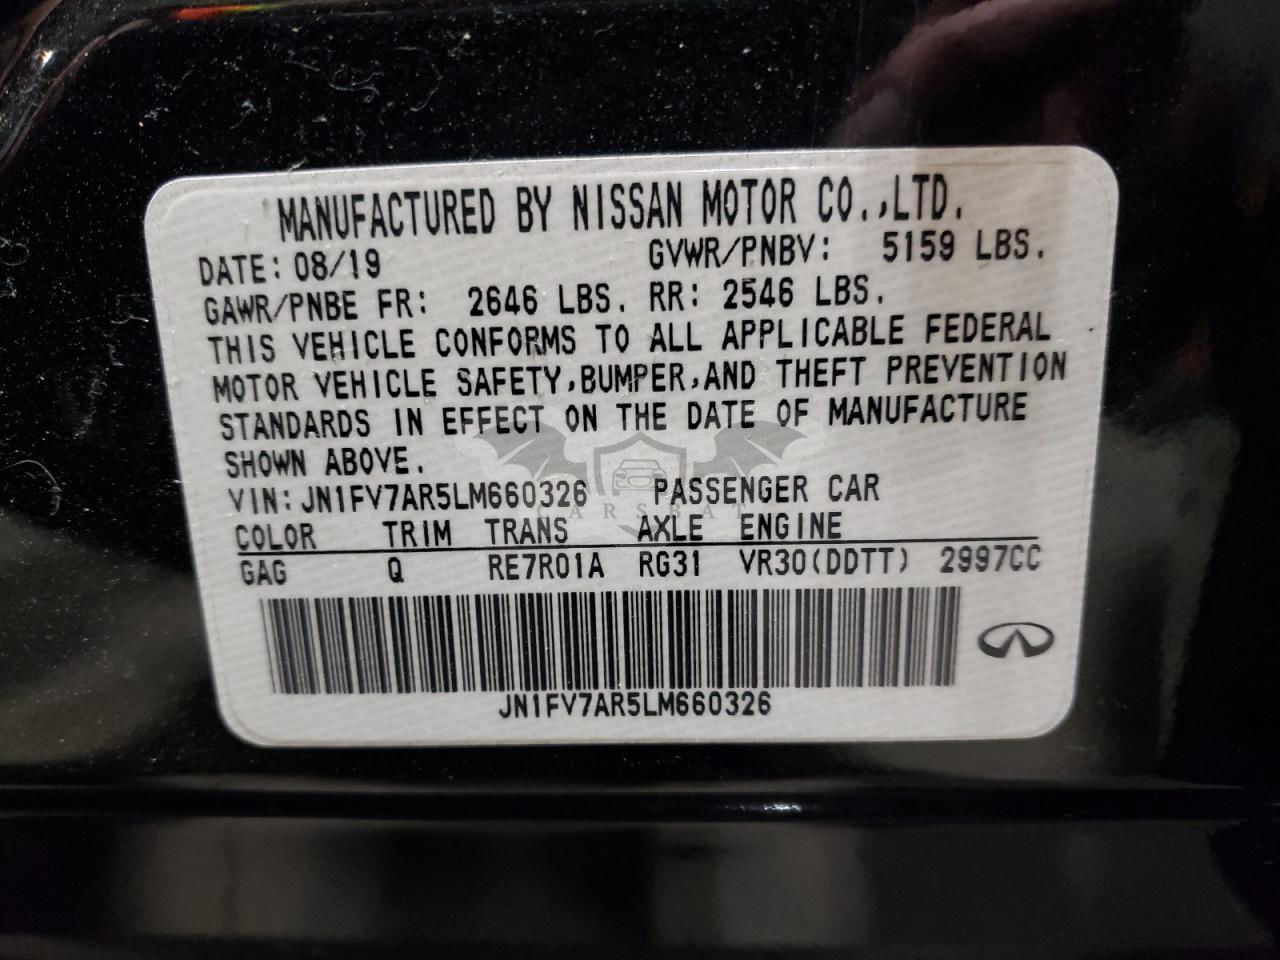 MANUFACTURED BY NISSAN MOTOR CO.,LTD.
DATE: 08/19 GVWR/PNBV: 5159 LBS.
GAWR/PNBE FR: 2646 LBS. RR: 2546 LBS.
THIS VEHICLE CONFORMS TO ALL APPLICABLE FEDERAL
MOTOR VEHICLE SAFETY,BUMPER,AND THEFT PREVENTION
STANDARDS IN EFFECT ON THE DATE OF MANUFACTURE
SHOWN ABOVE.
VIN: JN1FV7AR5LM660326 PASSENGER CAR
CARSBAT
COLOR TRIM TRANS AXLE ENGINE
GAG Q RE7R01A RG31 VR30(DDTT) 2997CC
JN1FV7AR5LM660326